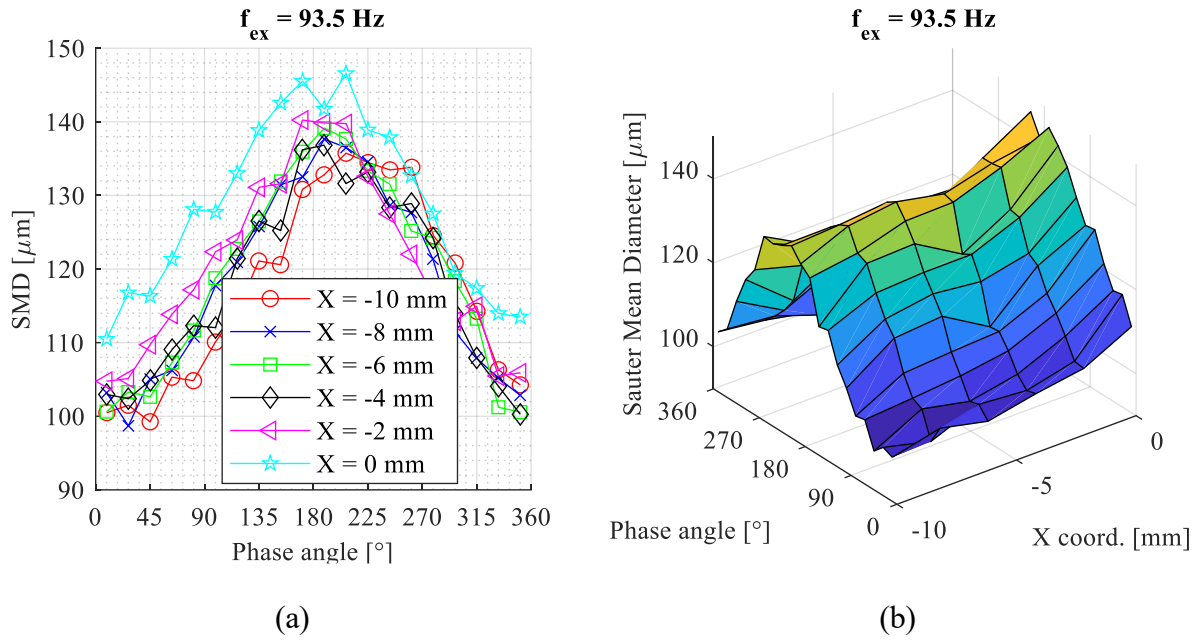 f_ex = 93.5 Hz
150
140
130
120
110
100
90
SMD [μm]
0 45 90 135 180 225 270 315 360
Phase angle [°]
X = -10 mm
X = -8 mm
X = -6 mm
X = -4 mm
X = -2 mm
X = 0 mm
(a)
f_ex = 93.5 Hz
140
120
100
Sauter Mean Diameter [μm]
360
270
180
90
0
Phase angle [°]
-10
-5
0
X coord. [mm]
(b)